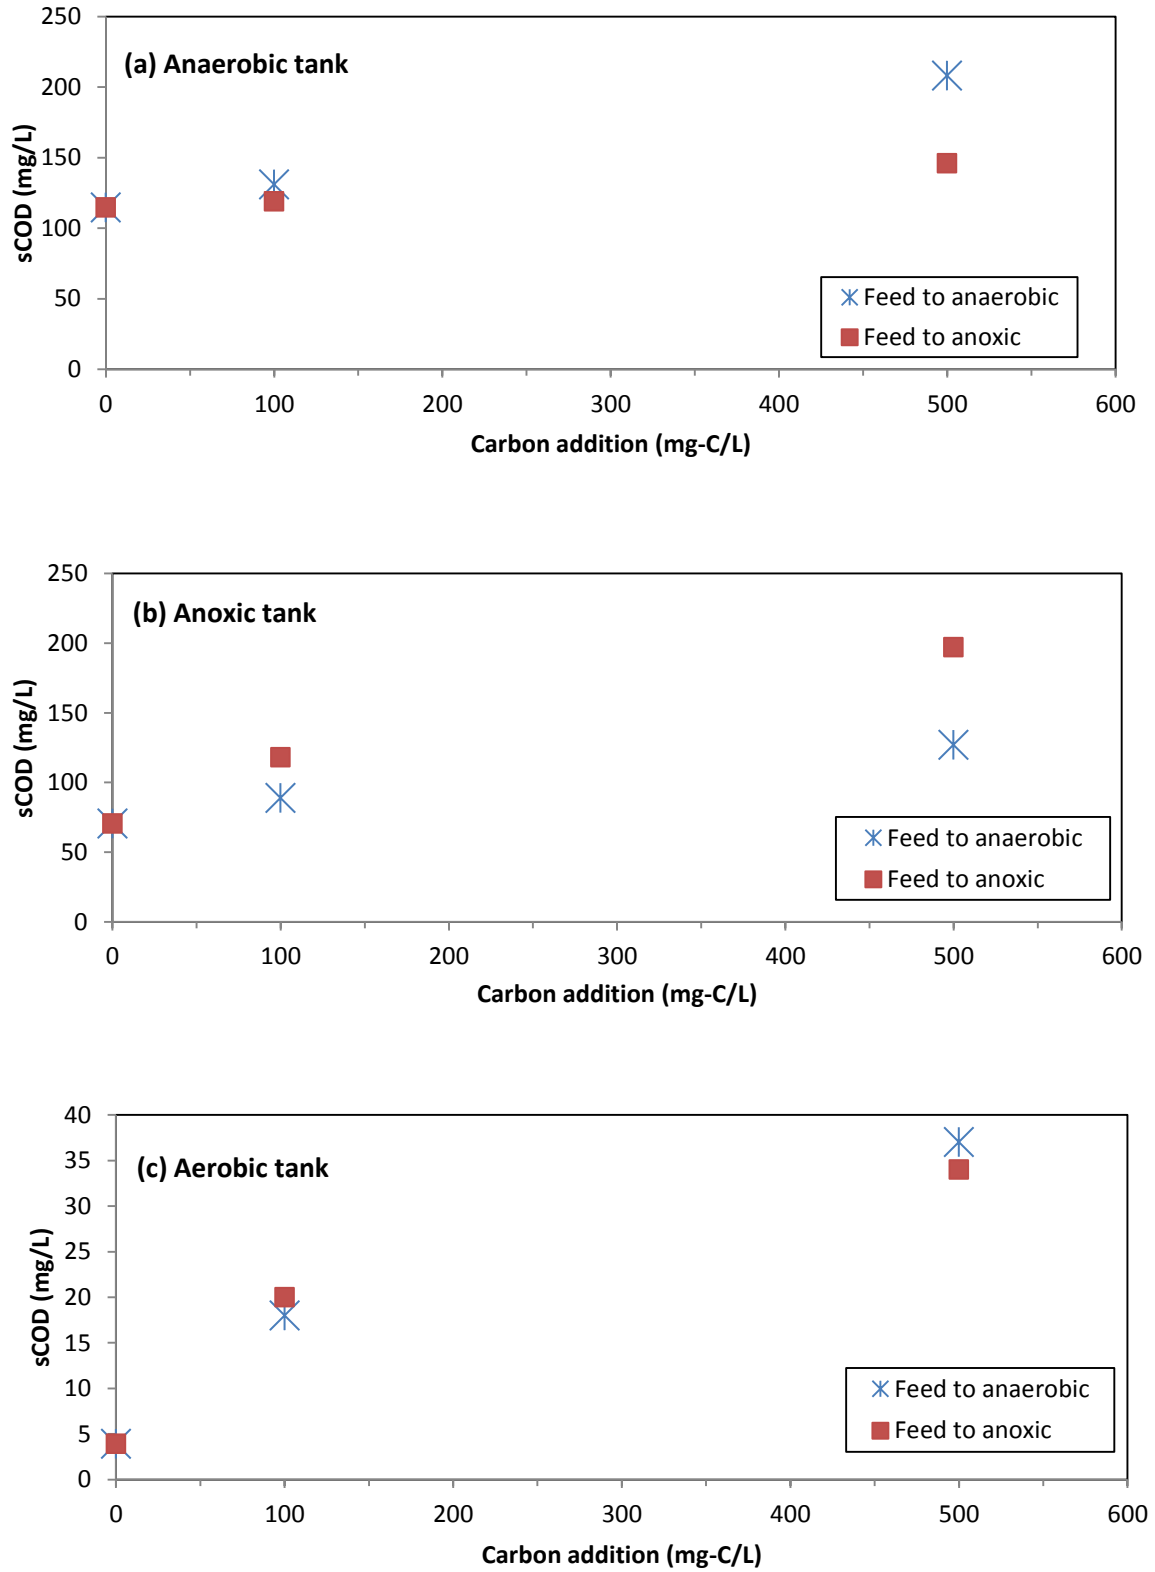 (a) Anaerobic tank
250
200
150
100
50
0
sCOD (mg/L)
Feed to anaerobic
Feed to anoxic
0 100 200 300 400 500 600
Carbon addition (mg-C/L)
(b) Anoxic tank
250
200
150
100
50
0
sCOD (mg/L)
Feed to anaerobic
Feed to anoxic
0 100 200 300 400 500 600
Carbon addition (mg-C/L)
(c) Aerobic tank
40
35
30
25
20
15
10
5
0
sCOD (mg/L)
Feed to anaerobic
Feed to anoxic
0 100 200 300 400 500 600
Carbon addition (mg-C/L)